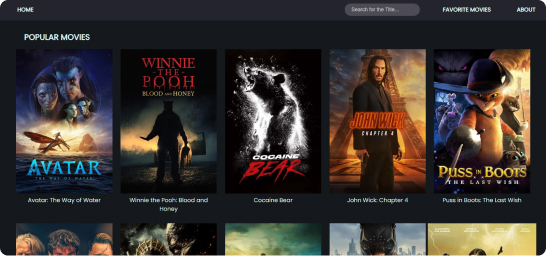 HOME
Search for the Title...
FAVORITE MOVIES
ABOUT
POPULAR MOVIES
AVATAR
THE WAY OF WATER
Avatar: The Way of Water
WINNIE
-THE-
POOH
BLOOD AND HONEY
Winnie the Pooh: Blood and
Honey
COCAINE
BEAR
Cocaine Bear
JOHN WICK
CHAPTER 4
John Wick: Chapter 4
PUSS IN BOOTS
THE LAST WISH
Puss in Boots: The Last Wish